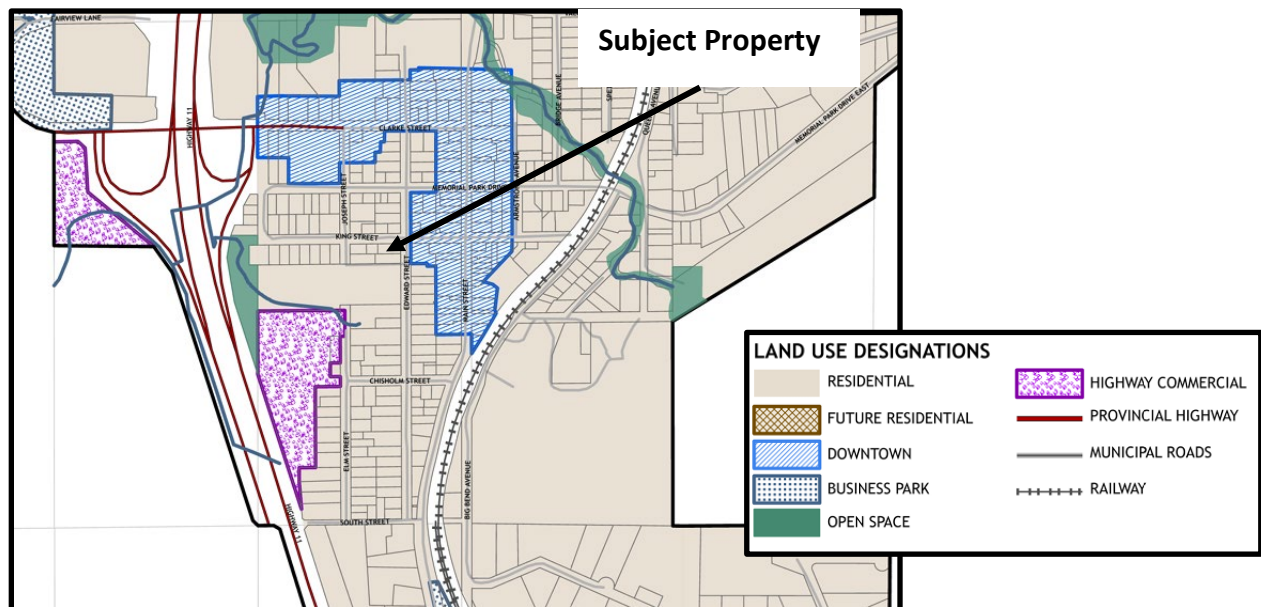 FAIRVIEW LANE
Subject Property
HIGHWAY 11
CLARKE STREET
BRIDGE AVENUE
MEMORIAL PARK DRIVE EAST
JOSEPH STREET
MEMORIAL PARK DRIVE
KING STREET
EDWARD STREET
MAIN STREET
CHISHOLM STREET
ELM STREET
BIG BEND AVENUE
SOUTH STREET
HIGHWAY 11
LAND USE DESIGNATIONS
RESIDENTIAL
FUTURE RESIDENTIAL
DOWNTOWN
BUSINESS PARK
OPEN SPACE
HIGHWAY COMMERCIAL
PROVINCIAL HIGHWAY
MUNICIPAL ROADS
RAILWAY